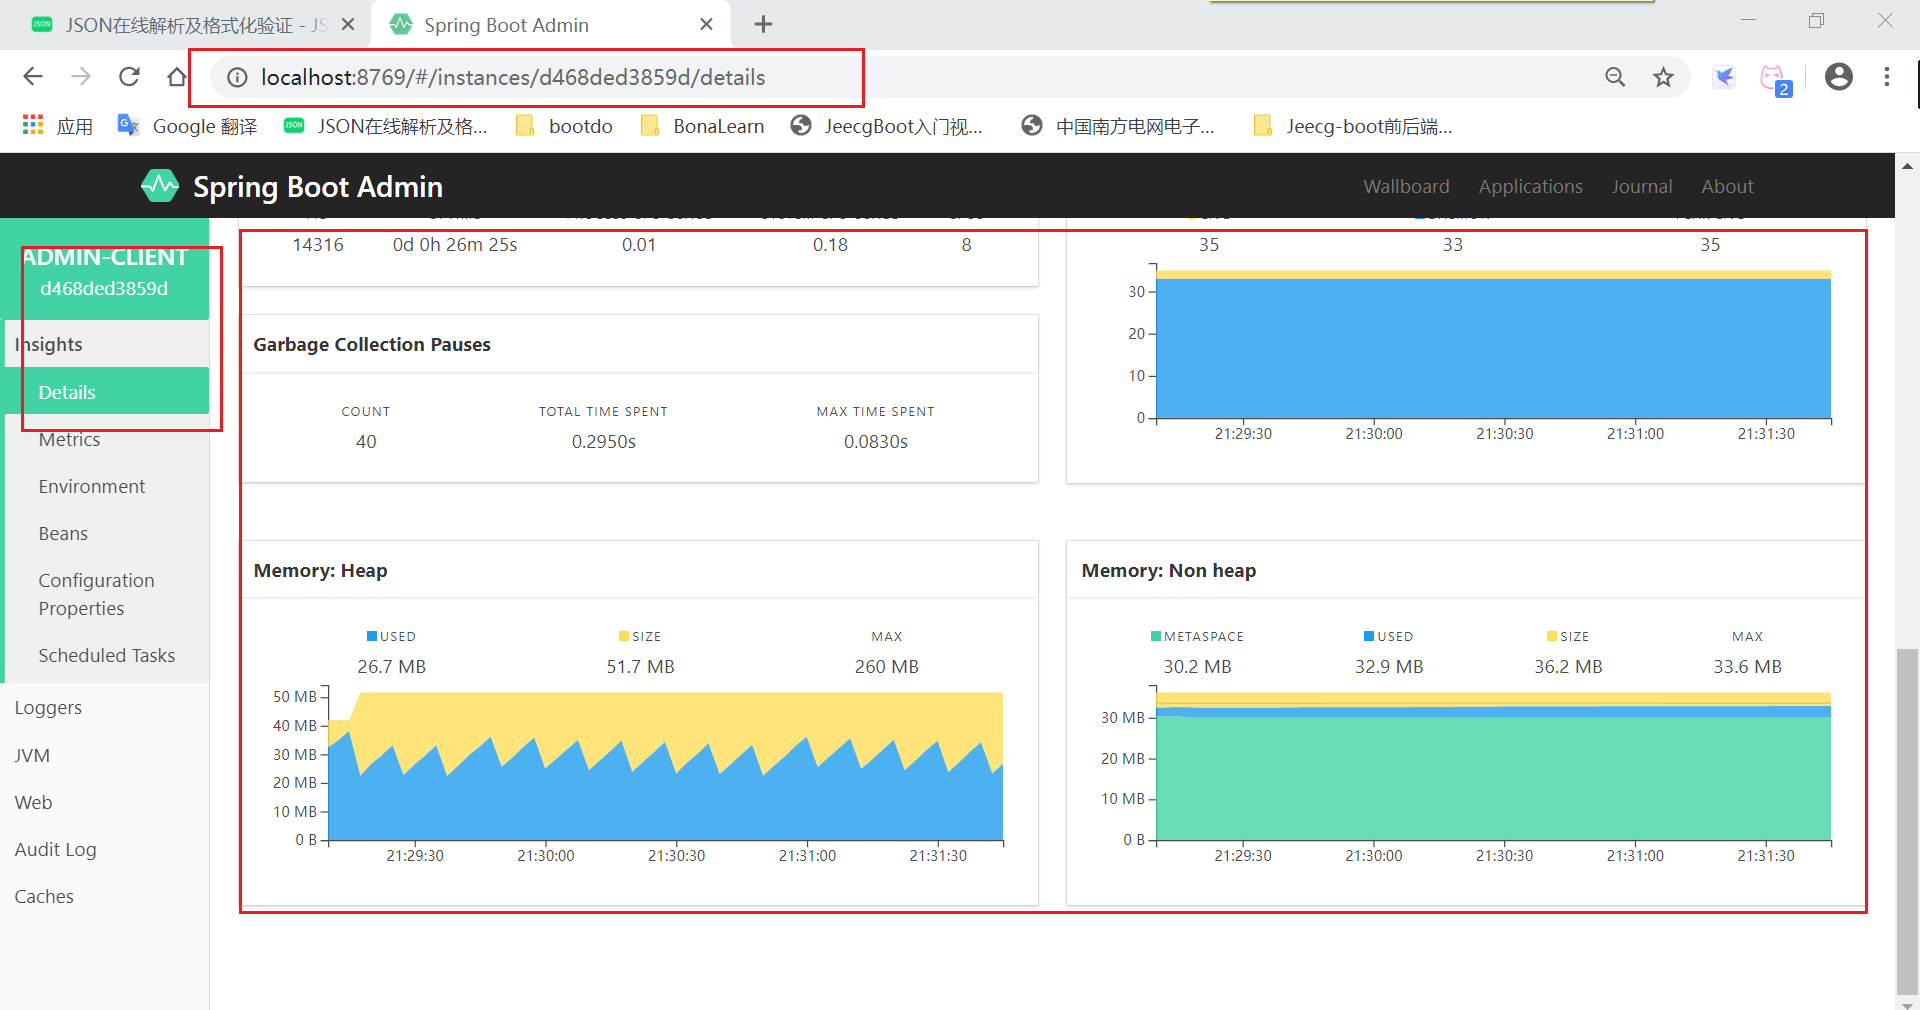 JSON在线解析及格式化验证 - JS
Spring Boot Admin
localhost:8769/#/instances/d468ded3859d/details
2
应用
Google 翻译
JSON在线解析及格...
bootdo
BonaLearn
JeecgBoot入门视...
中国南方电网电子...
Jeecg-boot前后端...
Spring Boot Admin
Wallboard
Applications
Journal
About
ADMIN-CLIENT
d468ded3859d
Insights
Details
Metrics
Environment
Beans
Configuration
Properties
Scheduled Tasks
Loggers
JVM
Web
Audit Log
Caches
14316 0d 0h 26m 25s 0.01 0.18 8
Garbage Collection Pauses
COUNT TOTAL TIME SPENT MAX TIME SPENT
40 0.2950s 0.0830s
35 33 35
30
20
10
0
21:29:30 21:30:00 21:30:30 21:31:00 21:31:30
Memory: Heap
USED SIZE MAX
26.7 MB 51.7 MB 260 MB
50 MB
40 MB
30 MB
20 MB
10 MB
0 B
21:29:30 21:30:00 21:30:30 21:31:00 21:31:30
Memory: Non heap
METASPACE USED SIZE MAX
30.2 MB 32.9 MB 36.2 MB 33.6 MB
30 MB
20 MB
10 MB
0 B
21:29:30 21:30:00 21:30:30 21:31:00 21:31:30